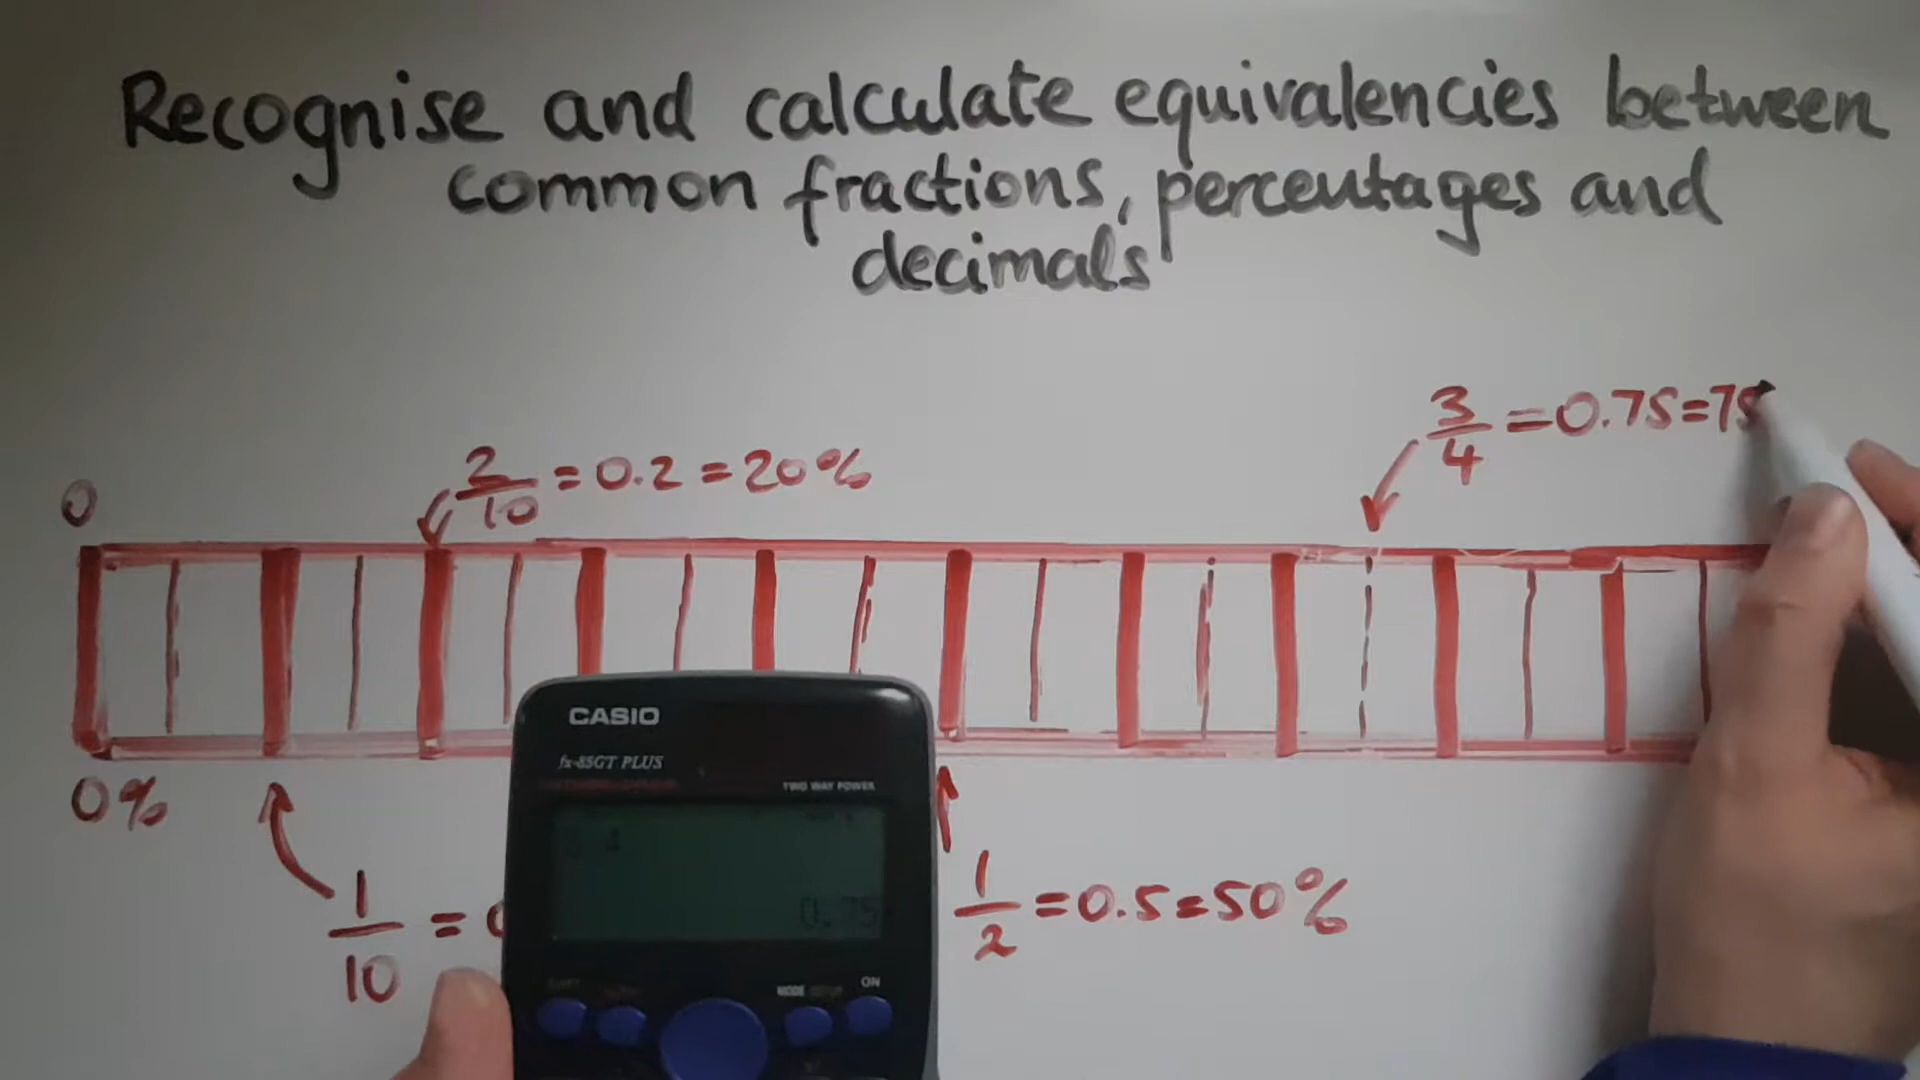 Recognise and calculate equivalencies between
common fractions, percentages and
decimals
3/4 = 0.75 = 75
2/10 = 0.2 = 20%
0
CASIO
fx-85GT PLUS
TWO WAY POWER
0%
0.75
1/10 =
1/2 = 0.5 = 50%
MODE
ON